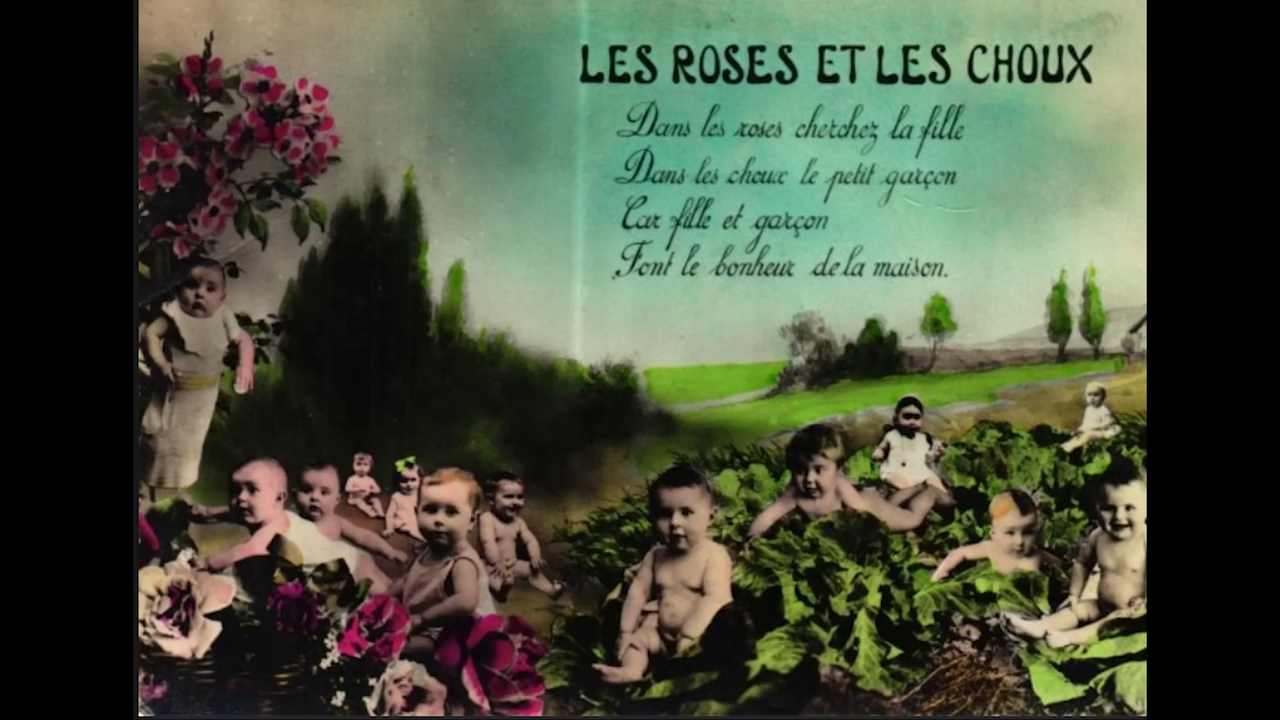 LES ROSES ET LES CHOUX
Dans les roses cherchez la fille
Dans les choux le petit garçon
Car fille et garçon
Font le bonheur de la maison.